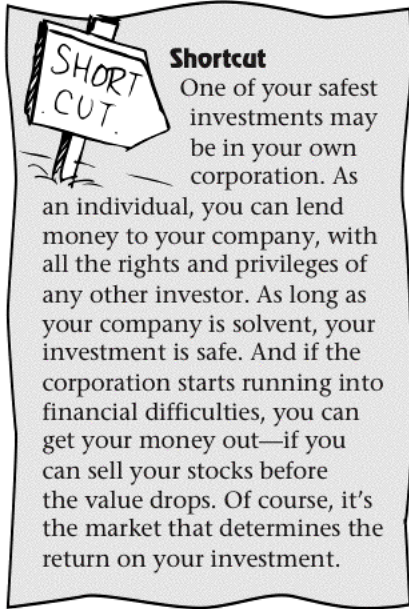 SHORT
CUT.
Shortcut
One of your safest
investments may
be in your own
corporation. As
an individual, you can lend
money to your company, with
all the rights and privileges of
any other investor. As long as
your company is solvent, your
investment is safe. And if the
corporation starts running into
financial difficulties, you can
get your money out—if you
can sell your stocks before
the value drops. Of course, it's
the market that determines the
return on your investment.